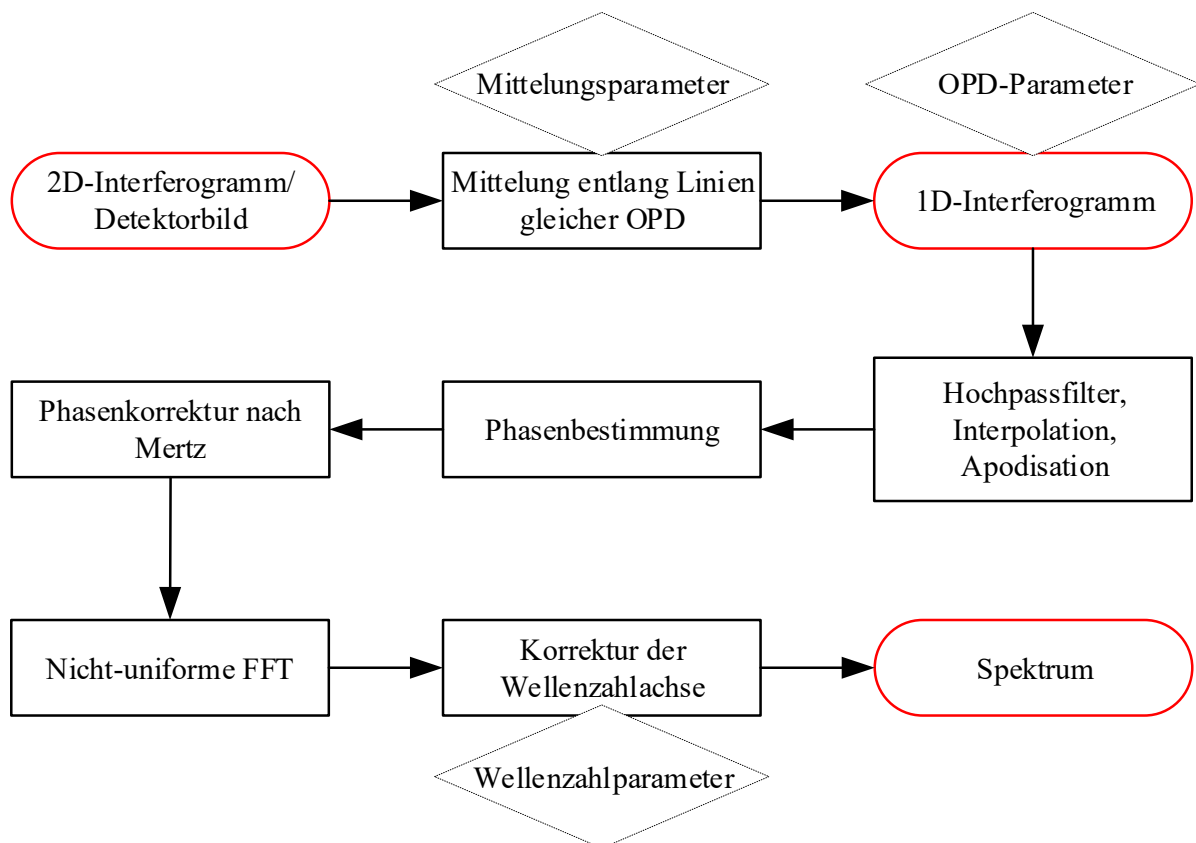 Mittelungsparameter
OPD-Parameter
2D-Interferogramm/
Detektorbild
Mittelung entlang Linien
gleicher OPD
1D-Interferogramm
Hochpassfilter,
Interpolation,
Apodisation
Phasenbestimmung
Phasenkorrektur nach
Mertz
Nicht-uniforme FFT
Korrektur der
Wellenzahlachse
Spektrum
Wellenzahlparameter